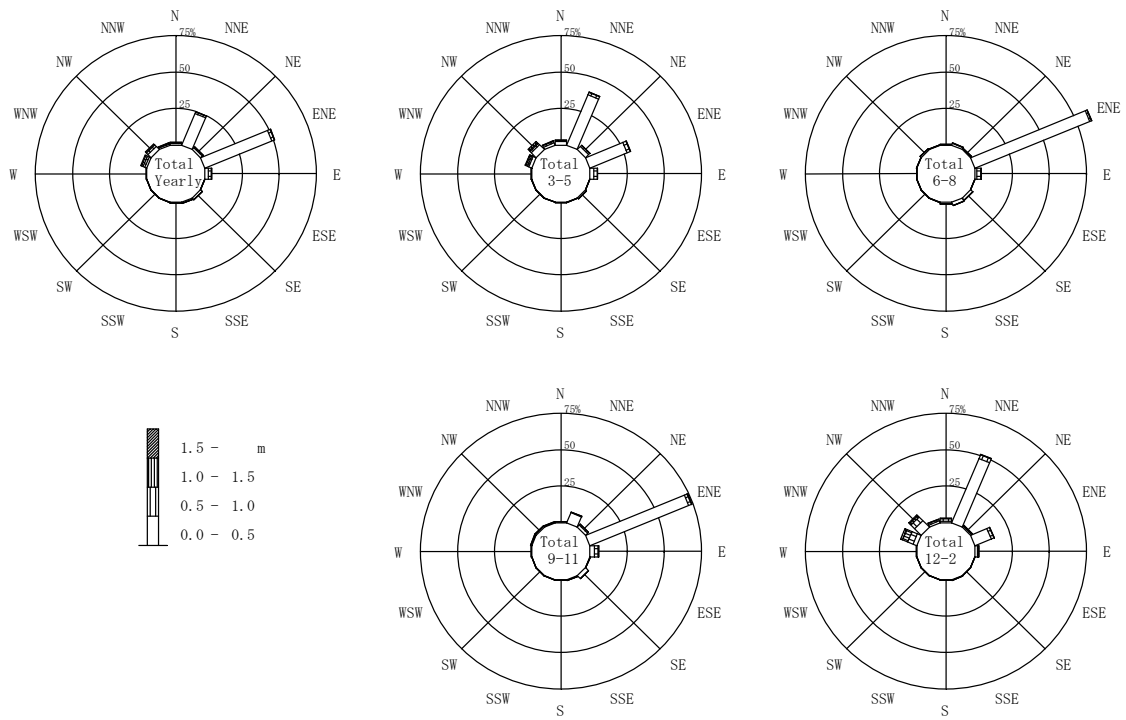 N
NNW NNE
75%
NW NE
50
WNW ENE
25
Total
Yearly
W E
WSW ESE
SW SE
SSW SSE
S
N
NNW NNE
75%
NW NE
50
WNW ENE
25
Total
3-5
W E
WSW ESE
SW SE
SSW SSE
S
N
NNW NNE
75%
NW NE
50
WNW ENE
25
Total
6-8
W E
WSW ESE
SW SE
SSW SSE
S
1.5 - m
1.0 - 1.5
0.5 - 1.0
0.0 - 0.5
N
NNW NNE
75%
NW NE
50
WNW ENE
25
Total
9-11
W E
WSW ESE
SW SE
SSW SSE
S
N
NNW NNE
75%
NW NE
50
WNW ENE
25
Total
12-2
W E
WSW ESE
SW SE
SSW SSE
S